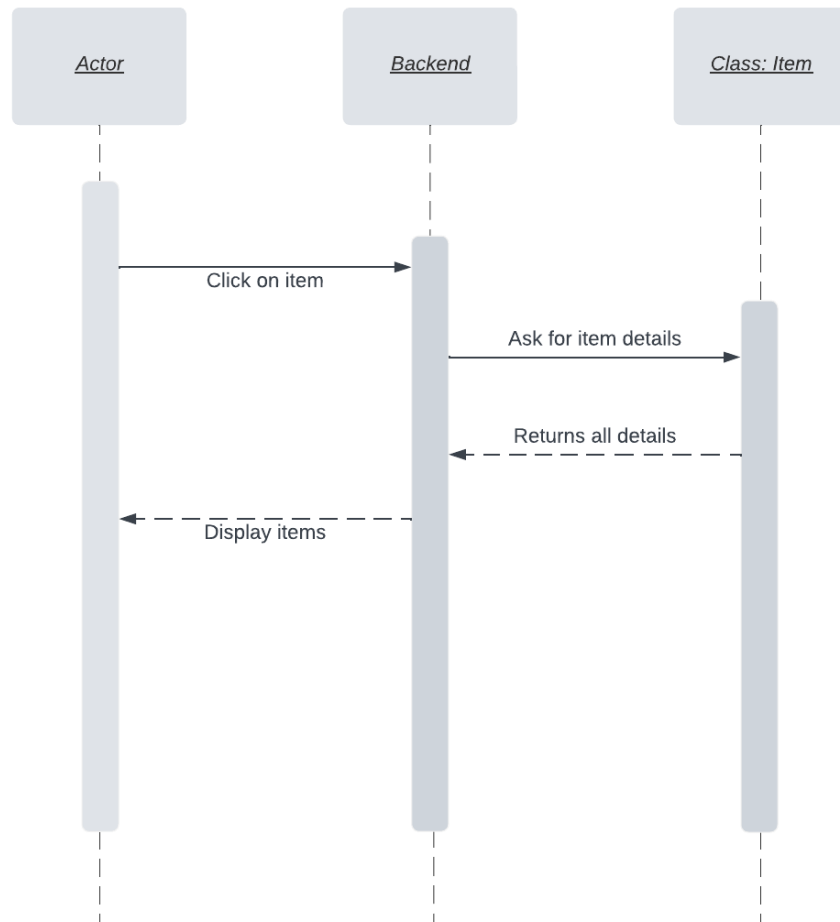 Actor
Backend
Class: Item
Click on item
Ask for item details
Returns all details
Display items